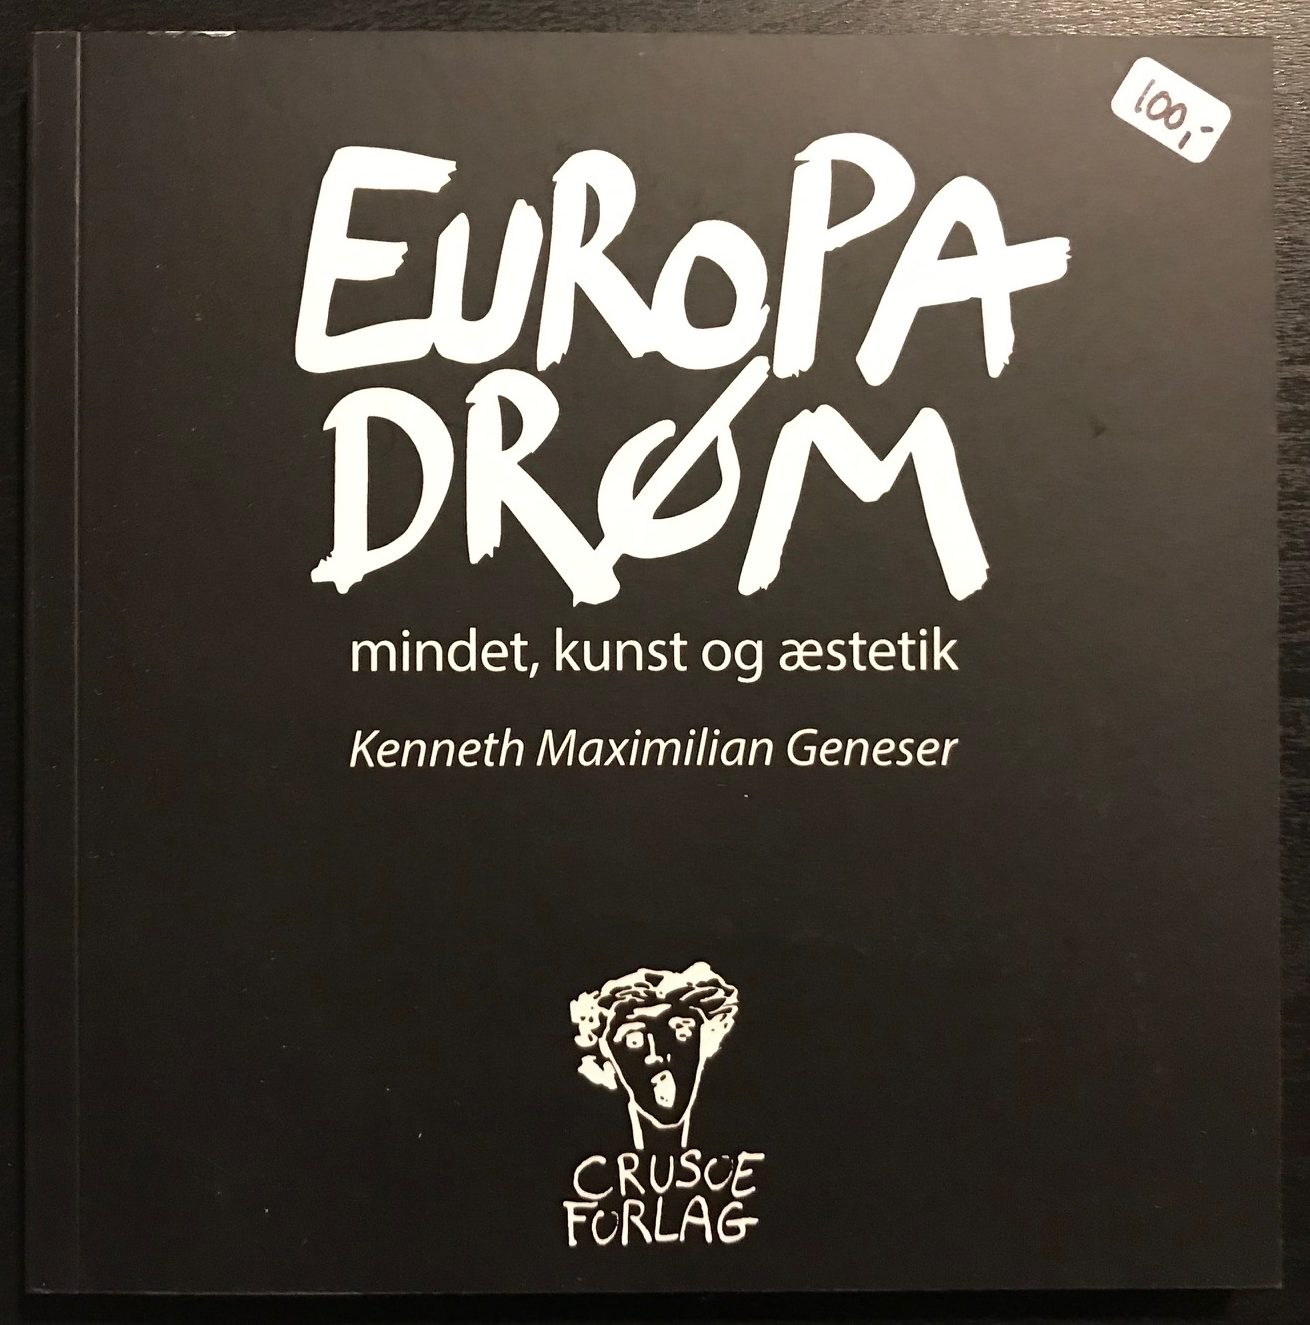 100,-
EUROPA
DRØM
mindet, kunst og æstetik
Kenneth Maximilian Geneser
CRUSOE
FORLAG